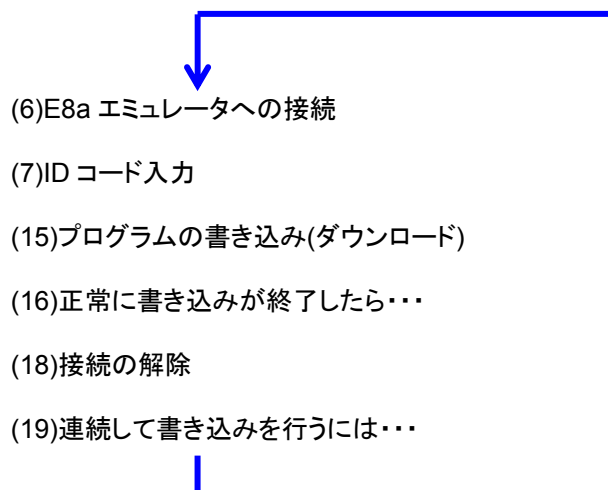 (6)E8a エミュレータへの接続
(7)ID コード入力
(15)プログラムの書き込み(ダウンロード)
(16)正常に書き込みが終了したら・・・
(18)接続の解除
(19)連続して書き込みを行うには・・・